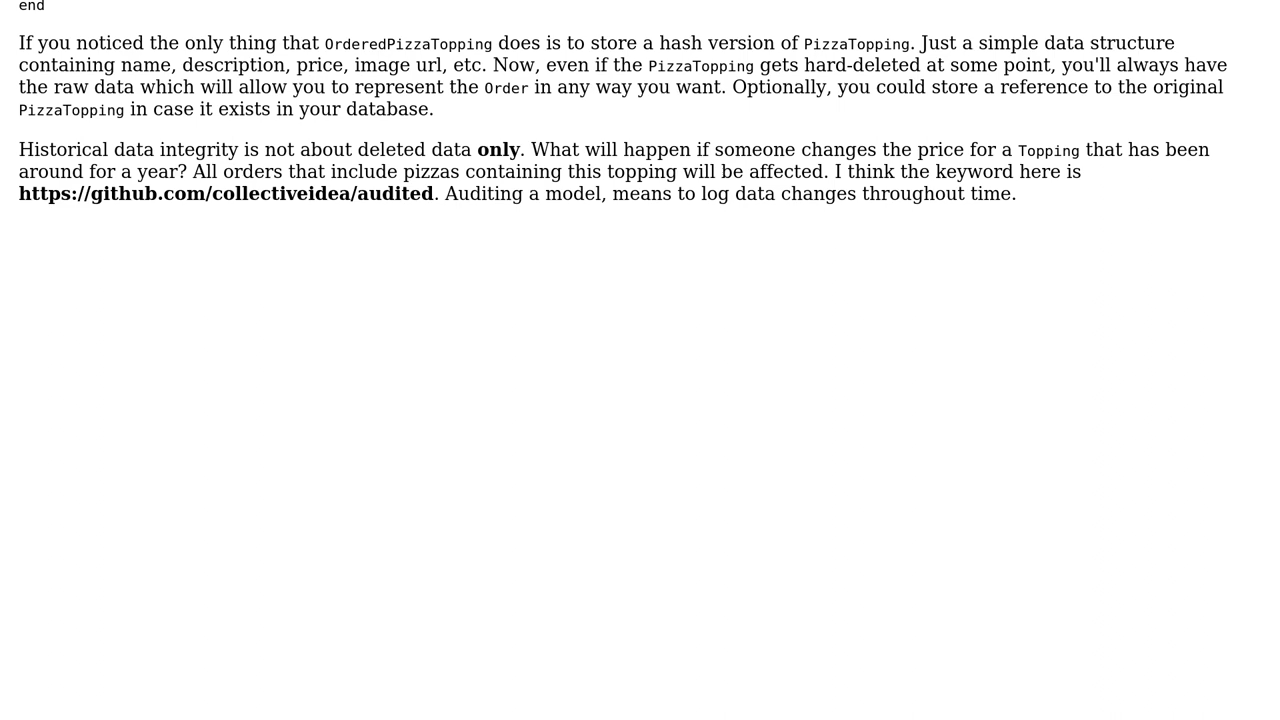 end
If you noticed the only thing that OrderedPizzaTopping does is to store a hash version of PizzaTopping. Just a simple data structure
containing name, description, price, image url, etc. Now, even if the PizzaTopping gets hard-deleted at some point, you'll always have
the raw data which will allow you to represent the Order in any way you want. Optionally, you could store a reference to the original
PizzaTopping in case it exists in your database.
Historical data integrity is not about deleted data only. What will happen if someone changes the price for a Topping that has been
around for a year? All orders that include pizzas containing this topping will be affected. I think the keyword here is
https://github.com/collectiveidea/audited. Auditing a model, means to log data changes throughout time.